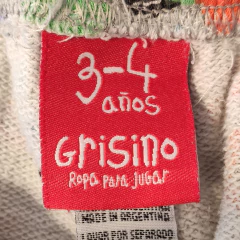 3-4
años
Grisino
Ropa para jugar
MADE IN ARGENTINA
LAVAR POR SEPARADO